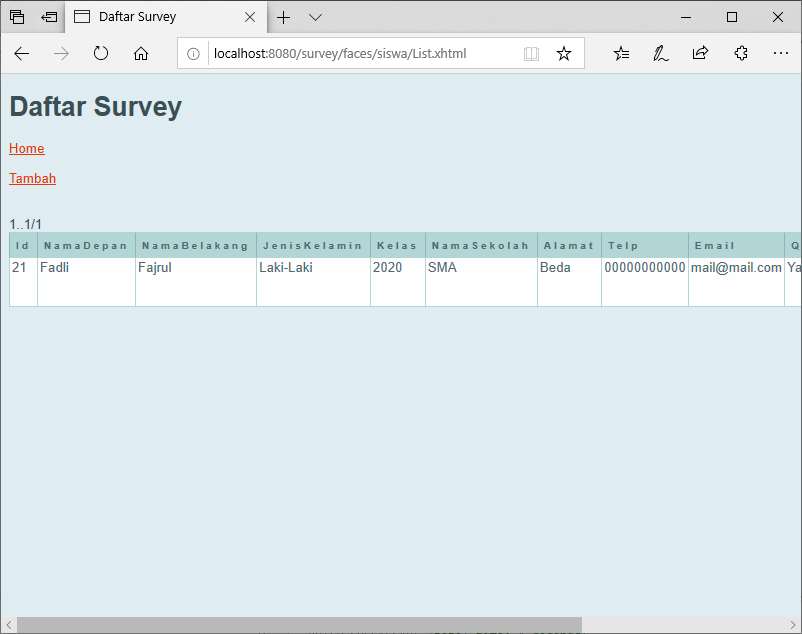 Daftar Survey
localhost:8080/survey/faces/siswa/List.xhtml
Daftar Survey
Home
Tambah
1..1/1
Id NamaDepan NamaBelakang JenisKelamin Kelas NamaSekolah Alamat Telp Email Q
21 Fadli Fajrul Laki-Laki 2020 SMA Beda 00000000000 mail@mail.com Ya